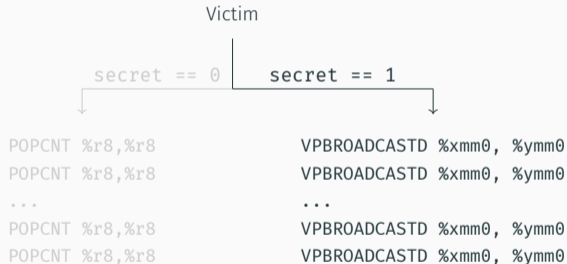 Victim
secret == 0 secret == 1
POPCNT %r8,%r8 VPBROADCASTD %xmm0, %ymm0
POPCNT %r8,%r8 VPBROADCASTD %xmm0, %ymm0
... ...
POPCNT %r8,%r8 VPBROADCASTD %xmm0, %ymm0
POPCNT %r8,%r8 VPBROADCASTD %xmm0, %ymm0